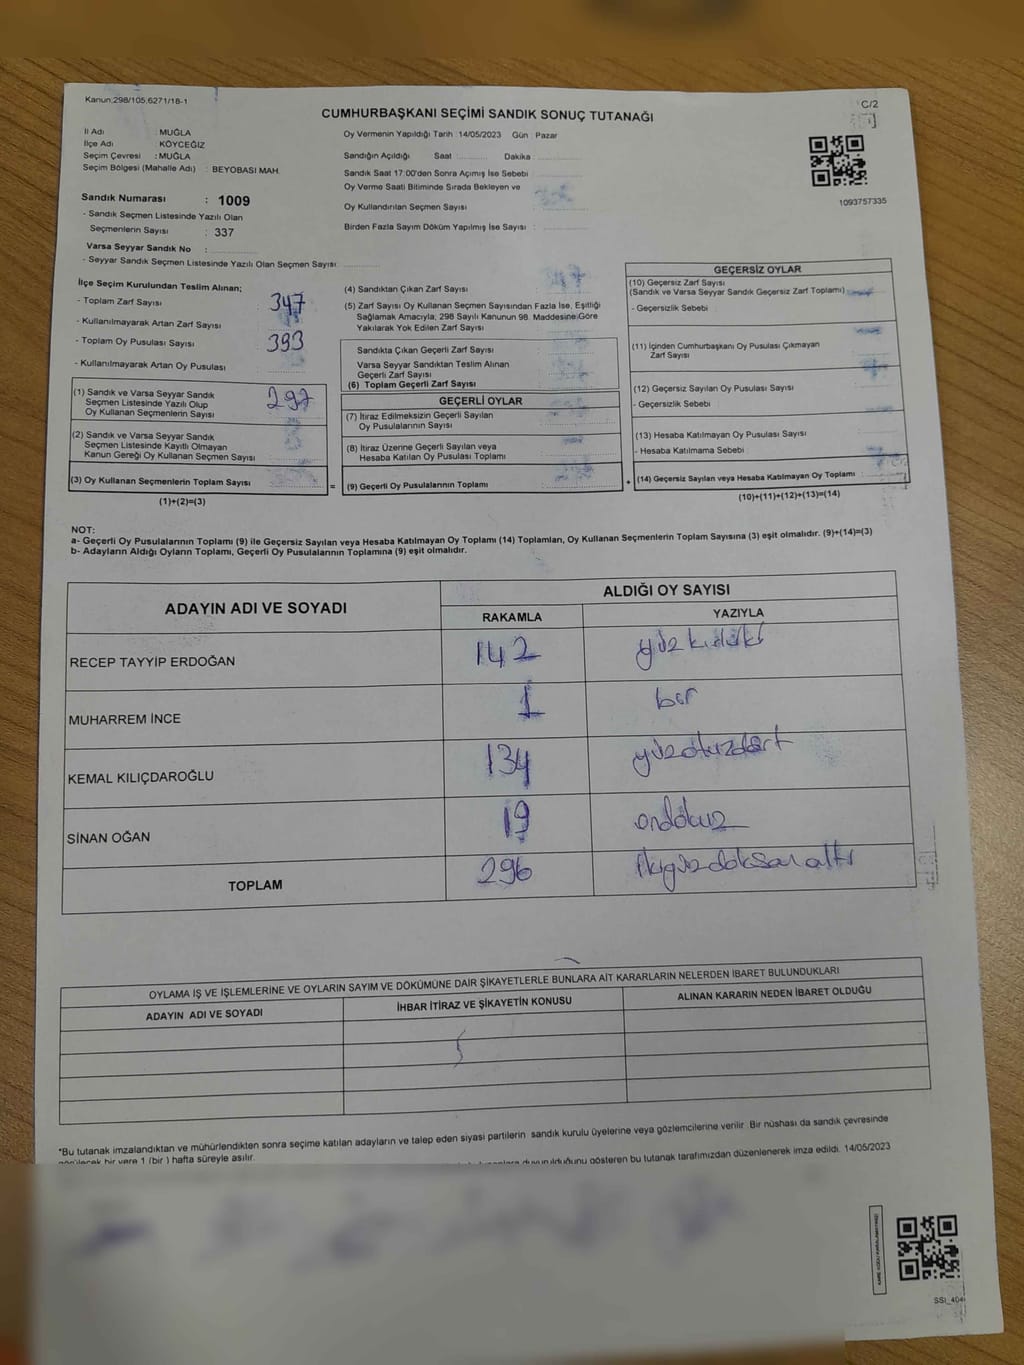 Kanun:298/105,6271/18-1
C/2
CUMHURBAŞKANI SEÇİMİ SANDIK SONUÇ TUTANAĞI
İl Adı : MUĞLA
İlçe Adı KÖYCEĞİZ
Seçim Çevresi : MUĞLA
Seçim Bölgesi (Mahalle Adı) : BEYOBASI MAH.
Sandık Numarası : 1009
- Sandık Seçmen Listesinde Yazılı Olan
Seçmenlerin Sayısı : 337
Varsa Seyyar Sandık No :
- Seyyar Sandık Seçmen Listesinde Yazılı Olan Seçmen Sayısı:
Oy Vermenin Yapıldığı Tarih :14/05/2023 Gün : Pazar
Sandığın Açıldığı Saat Dakika
Sandık Saat 17:00'den Sonra Açımış İse Sebebi
Oy Verme Saati Bitiminde Sırada Bekleyen ve
Oy Kullandırılan Seçmen Sayısı
Birden Fazla Sayım Döküm Yapılmış İse Sayısı :
1093757335
İlçe Seçim Kurulundan Teslim Alınan;
- Toplam Zarf Sayısı 347
- Kullanılmayarak Artan Zarf Sayısı
- Toplam Oy Pusulası Sayısı 393
- Kullanılmayarak Artan Oy Pusulası
(1) Sandık ve Varsa Seyyar Sandık
Seçmen Listesinde Yazılı Olup
Oy Kullanan Seçmenlerin Sayısı 297
(2) Sandık ve Varsa Seyyar Sandık
Seçmen Listesinde Kayıtlı Olmayan
Kanun Gereği Oy Kullanan Seçmen Sayısı
(3) Oy Kullanan Seçmenlerin Toplam Sayısı
(1)+(2)=(3)
(4) Sandıktan Çıkan Zarf Sayısı
(5) Zarf Sayısı Oy Kullanan Seçmen Sayısından Fazla İse, Eşitliği
Sağlamak Amacıyla, 298 Sayılı Kanunun 98. Maddesine Göre
Yakılarak Yok Edilen Zarf Sayısı
Sandıkta Çıkan Geçerli Zarf Sayısı
Varsa Seyyar Sandıktan Teslim Alınan
Geçerli Zarf Sayısı
(6) Toplam Geçerli Zarf Sayısı
GEÇERLİ OYLAR
(7) İtiraz Edilmeksizin Geçerli Sayılan
Oy Pusulalarının Sayısı
(8) İtiraz Üzerine Geçerli Sayılan veya
Hesaba Katılan Oy Pusulası Toplamı
= (9) Geçerli Oy Pusulalarının Toplamı
GEÇERSİZ OYLAR
(10) Geçersiz Zarf Sayısı
(Sandık ve Varsa Seyyar Sandık Geçersiz Zarf Toplamı)
- Geçersizlik Sebebi
(11) İçinden Cumhurbaşkanı Oy Pusulası Çıkmayan
Zarf Sayısı
(12) Geçersiz Sayılan Oy Pusulası Sayısı
- Geçersizlik Sebebi
(13) Hesaba Katılmayan Oy Pusulası Sayısı
- Hesaba Katılmama Sebebi
+ (14) Geçersiz Sayılan veya Hesaba Katılmayan Oy Toplamı
(10)+(11)+(12)+(13)=(14)
NOT:
a- Geçerli Oy Pusulalarının Toplamı (9) ile Geçersiz Sayılan veya Hesaba Katılmayan Oy Toplamı (14) Toplamları, Oy Kullanan Seçmenlerin Toplam Sayısına (3) eşit olmalıdır. (9)+(14)=(3)
b- Adayların Aldığı Oyların Toplamı, Geçerli Oy Pusulalarının Toplamına (9) eşit olmalıdır.
ADAYIN ADI VE SOYADI ALDIĞI OY SAYISI
RAKAMLA YAZIYLA
RECEP TAYYİP ERDOĞAN 142 yüz kırkiki
MUHARREM İNCE 1 bir
KEMAL KILIÇDAROĞLU 134 yüzotuzdört
SİNAN OĞAN 19 ondokuz
TOPLAM 296 ikiyüzdoksanaltı
OYLAMA İŞ VE İŞLEMLERİNE VE OYLARIN SAYIM VE DÖKÜMÜNE DAİR ŞİKAYETLERLE BUNLARA AİT KARARLARIN NELERDEN İBARET BULUNDUKLARI
ADAYIN ADI VE SOYADI İHBAR İTİRAZ VE ŞİKAYETİN KONUSU ALINAN KARARIN NEDEN İBARET OLDUĞU
*Bu tutanak imzalandıktan ve mühürlendikten sonra seçime katılan adayların ve talep eden siyasi partilerin sandık kurulu üyelerine veya gözlemcilerine verilir. Bir nüshası da sandık çevresinde
görülecek bir yere 1 (bir ) hafta süreyle asılır.
duyurulduğunu gösteren bu tutanak tarafımızdan düzenlenerek imza edildi. 14/05/2023